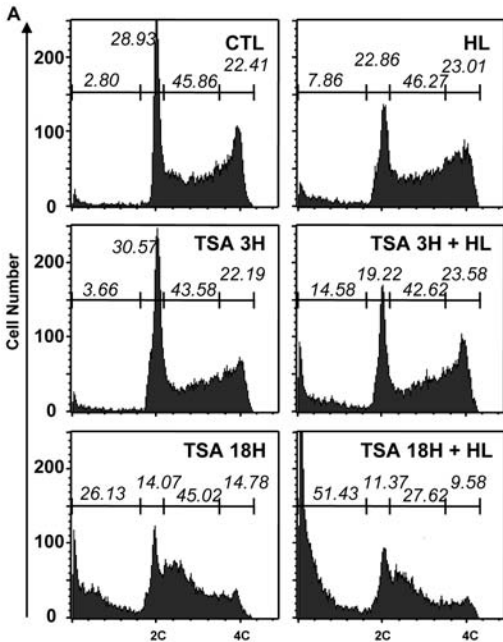 A
Cell Number
200
100
0
CTL
28.93
22.41
2.80
45.86
HL
22.86
23.01
7.86
46.27
200
100
0
TSA 3H
30.57
22.19
3.66
43.58
TSA 3H + HL
19.22
23.58
14.58
42.62
200
100
0
TSA 18H
14.07
14.78
26.13
45.02
TSA 18H + HL
11.37
9.58
51.43
27.62
2C
4C
2C
4C